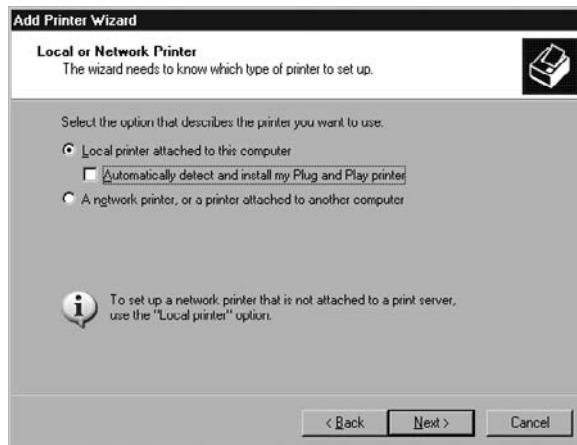 Add Printer Wizard
Local or Network Printer
The wizard needs to know which type of printer to set up.
Select the option that describes the printer you want to use:
Local printer attached to this computer
Automatically detect and install my Plug and Play printer
A network printer, or a printer attached to another computer
To set up a network printer that is not attached to a print server,
use the "Local printer" option.
< Back Next > Cancel